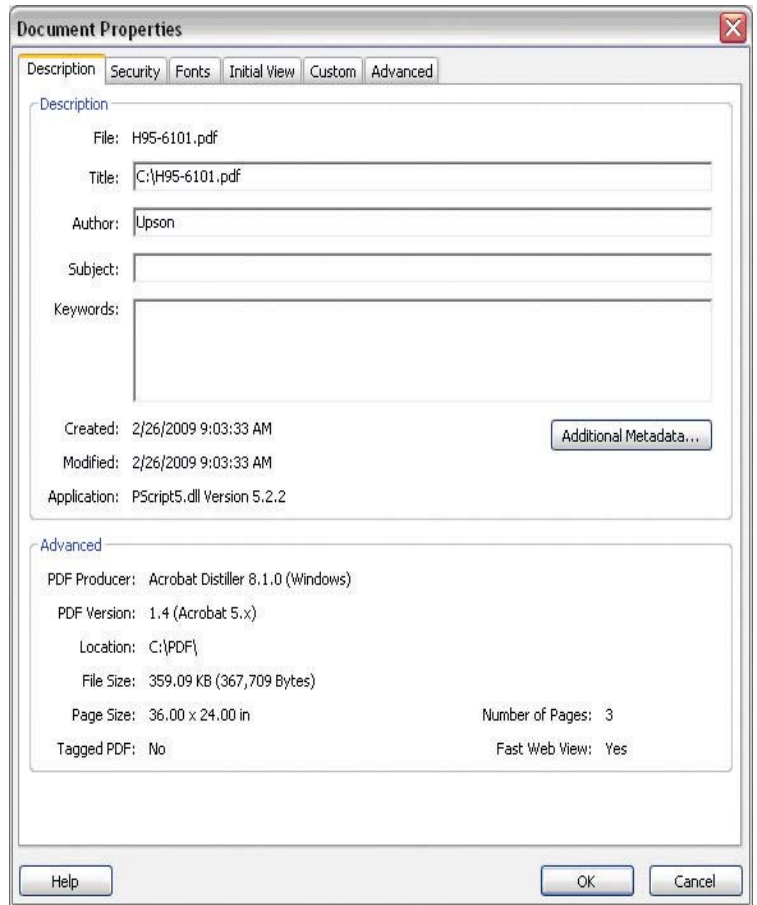 Document Properties
Description Security Fonts Initial View Custom Advanced
Description
File: H95-6101.pdf
Title: C:\H95-6101.pdf
Author: Upson
Subject:
Keywords:
Created: 2/26/2009 9:03:33 AM
Additional Metadata...
Modified: 2/26/2009 9:03:33 AM
Application: PScript5.dll Version 5.2.2
Advanced
PDF Producer: Acrobat Distiller 8.1.0 (Windows)
PDF Version: 1.4 (Acrobat 5.x)
Location: C:\PDF\
File Size: 359.09 KB (367,709 Bytes)
Page Size: 36.00 x 24.00 in Number of Pages: 3
Tagged PDF: No Fast Web View: Yes
Help OK Cancel